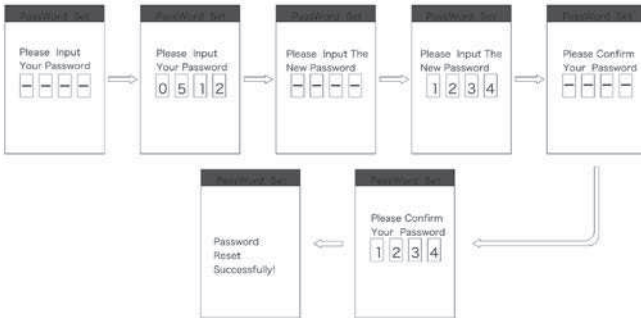 PassWord Set
Please Input
Your Password
– – – –
PassWord Set
Please Input
Your Password
0 5 1 2
PassWord Set
Please Input The
New Password
– – – –
PassWord Set
Please Input The
New Password
1 2 3 4
PassWord Set
Please Confirm
Your Password
– – – –
PassWord Set
Please Confirm
Your Password
1 2 3 4
PassWord Set
Password
Reset
Successfully!